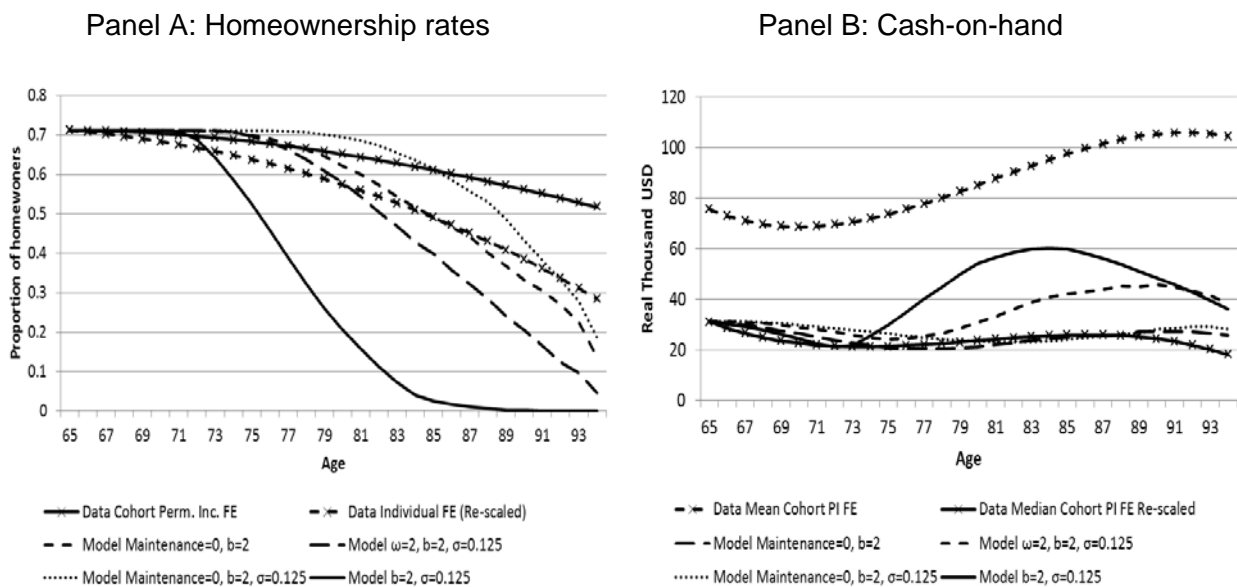 Panel A: Homeownership rates
Panel B: Cash-on-hand
Proportion of homewoners
0.8
0.7
0.6
0.5
0.4
0.3
0.2
0.1
0
65 67 69 71 73 75 77 79 81 83 85 87 89 91 93
Age
Data Cohort Perm. Inc. FE
Data Individual FE (Re-scaled)
Model Maintenance=0, b=2
Model ω=2, b=2, σ=0.125
Model Maintenance=0, b=2, σ=0.125
Model b=2, σ=0.125
Real Thousand USD
120
100
80
60
40
20
0
65 67 69 71 73 75 77 79 81 83 85 87 89 91 93
Age
Data Mean Cohort PI FE
Data Median Cohort PI FE Re-scaled
Model Maintenance=0, b=2
Model ω=2, b=2, σ=0.125
Model Maintenance=0, b=2, σ=0.125
Model b=2, σ=0.125